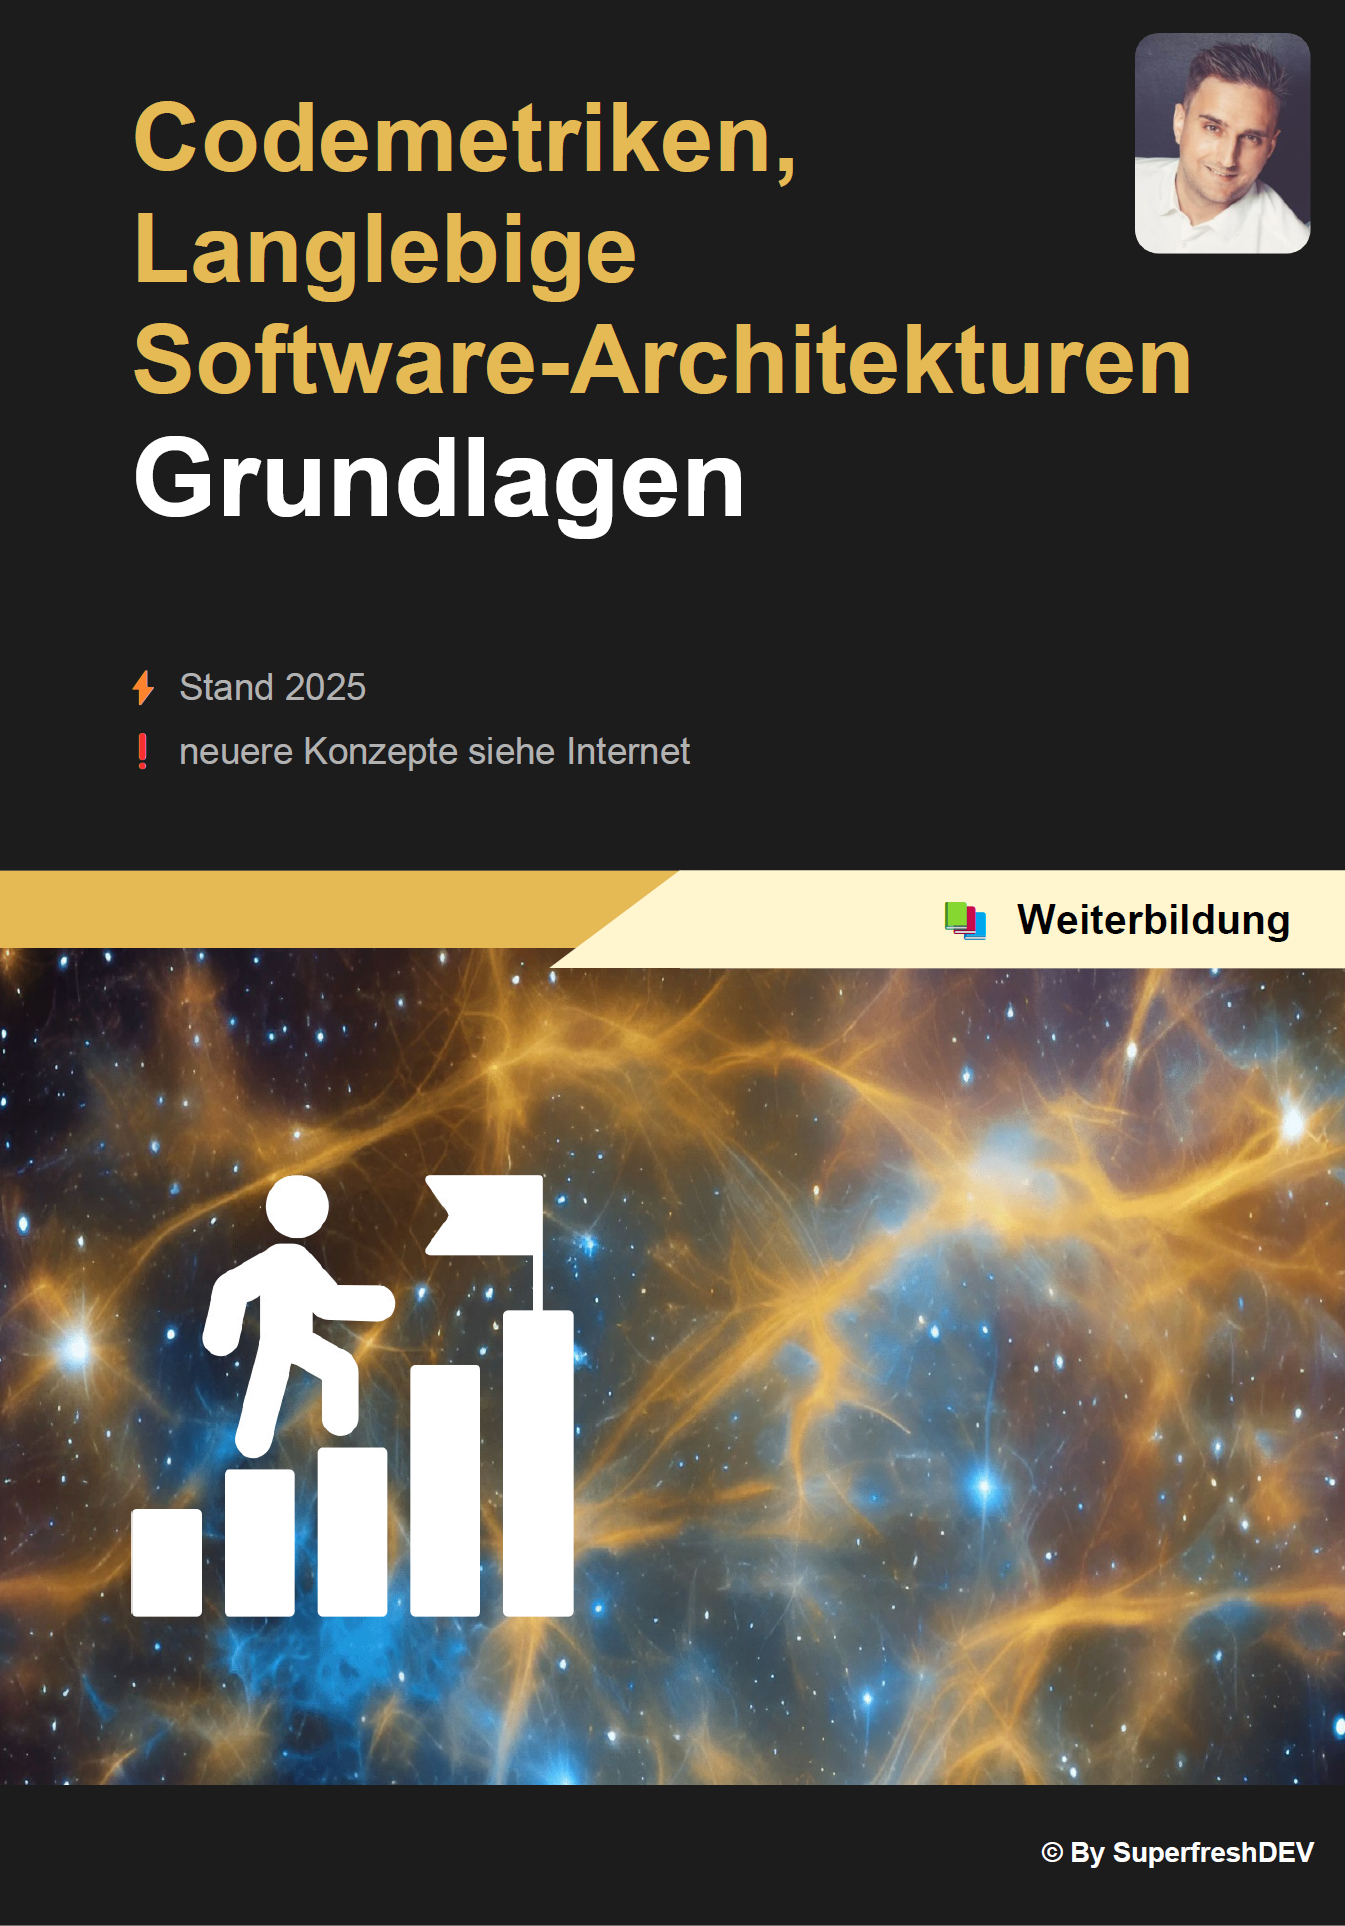 Codemetriken,
Langlebige
Software-Architekturen
Grundlagen
Stand 2025
neuere Konzepte siehe Internet
Weiterbildung
© By SuperfreshDEV